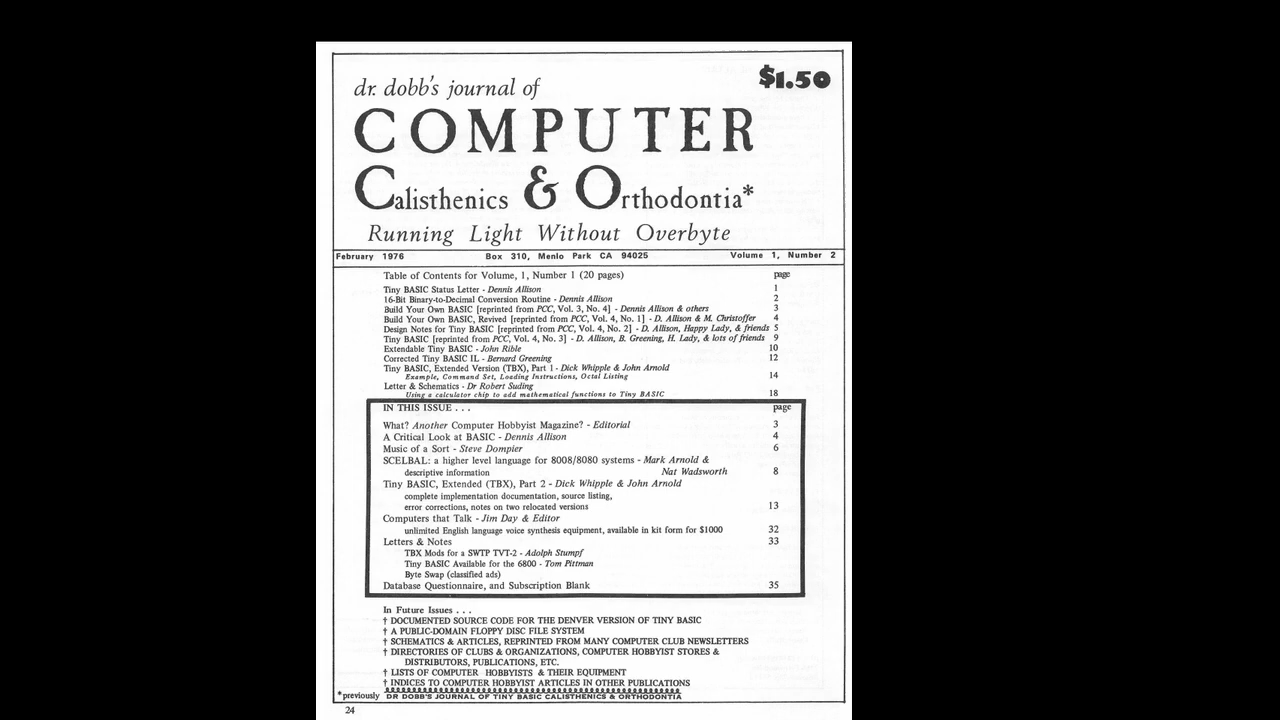 $1.50
dr. dobb's journal of
COMPUTER
Calisthenics & Orthodontia*
Running Light Without Overbyte
February 1976 Box 310, Menlo Park CA 94025 Volume 1, Number 2
Table of Contents for Volume, 1, Number 1 (20 pages) page
Tiny BASIC Status Letter - Dennis Allison 1
16-Bit Binary-to-Decimal Conversion Routine - Dennis Allison 2
Build Your Own BASIC [reprinted from PCC, Vol. 3, No. 4] - Dennis Allison & others 3
Build Your Own BASIC, Revived [reprinted from PCC, Vol. 4, No. 1] - D. Allison & M. Christoffer 4
Design Notes for Tiny BASIC [reprinted from PCC, Vol. 4, No. 2] - D. Allison, Happy Lady, & friends 5
Tiny BASIC [reprinted from PCC, Vol. 4, No. 3] - D. Allison, B. Greening, H. Lady, & lots of friends 9
Extendable Tiny BASIC - John Rible 10
Corrected Tiny BASIC IL - Bernard Greening 12
Tiny BASIC, Extended Version (TBX), Part 1 - Dick Whipple & John Arnold
Example, Command Set, Loading Instructions, Octal Listing 14
Letter & Schematics - Dr Robert Suding
Using a calculator chip to add mathematical functions to Tiny BASIC 18
IN THIS ISSUE . . . page
What? Another Computer Hobbyist Magazine? - Editorial 3
A Critical Look at BASIC - Dennis Allison 4
Music of a Sort - Steve Dompier 6
SCELBAL: a higher level language for 8008/8080 systems - Mark Arnold &
descriptive information Nat Wadsworth 8
Tiny BASIC, Extended (TBX), Part 2 - Dick Whipple & John Arnold
complete implementation documentation, source listing,
error corrections, notes on two relocated versions 13
Computers that Talk - Jim Day & Editor
unlimited English language voice synthesis equipment, available in kit form for $1000 32
Letters & Notes 33
TBX Mods for a SWTP TVT-2 - Adolph Stumpf
Tiny BASIC Available for the 6800 - Tom Pittman
Byte Swap (classified ads)
Database Questionnaire, and Subscription Blank 35
In Future Issues . . .
† DOCUMENTED SOURCE CODE FOR THE DENVER VERSION OF TINY BASIC
† A PUBLIC-DOMAIN FLOPPY DISC FILE SYSTEM
† SCHEMATICS & ARTICLES, REPRINTED FROM MANY COMPUTER CLUB NEWSLETTERS
† DIRECTORIES OF CLUBS & ORGANIZATIONS, COMPUTER HOBBYIST STORES &
DISTRIBUTORS, PUBLICATIONS, ETC.
† LISTS OF COMPUTER HOBBYISTS & THEIR EQUIPMENT
† INDICES TO COMPUTER HOBBYIST ARTICLES IN OTHER PUBLICATIONS
*previously DR DOBB'S JOURNAL OF TINY BASIC CALISTHENICS & ORTHODONTIA
24